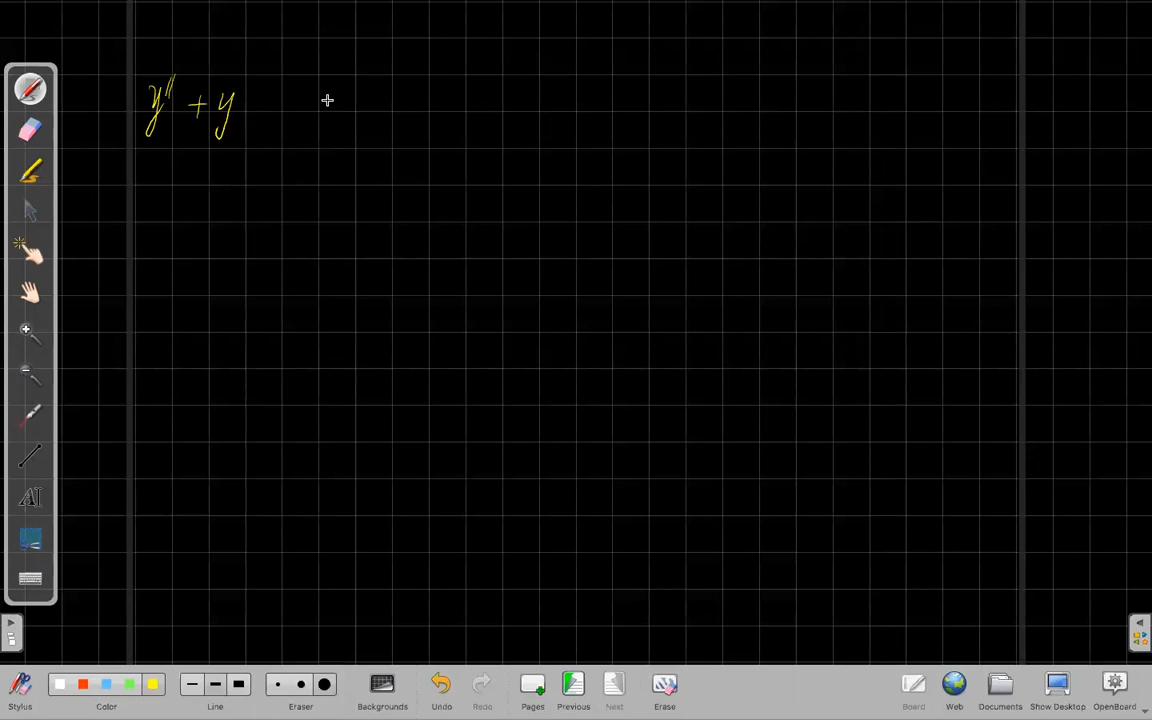 y'' + y
Stylus
Color
Line
Eraser
Backgrounds
Undo
Redo
Pages
Previous
Next
Erase
Board
Web
Documents
Show Desktop
OpenBoard